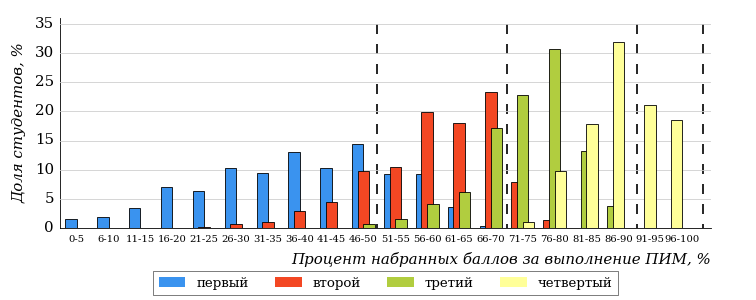 Доля студентов, %
35
30
25
20
15
10
5
0
0-5 6-10 11-15 16-20 21-25 26-30 31-35 36-40 41-45 46-50 51-55 56-60 61-65 66-70 71-75 76-80 81-85 86-90 91-95 96-100
Процент набранных баллов за выполнение ПИМ, %
первый второй третий четвертый